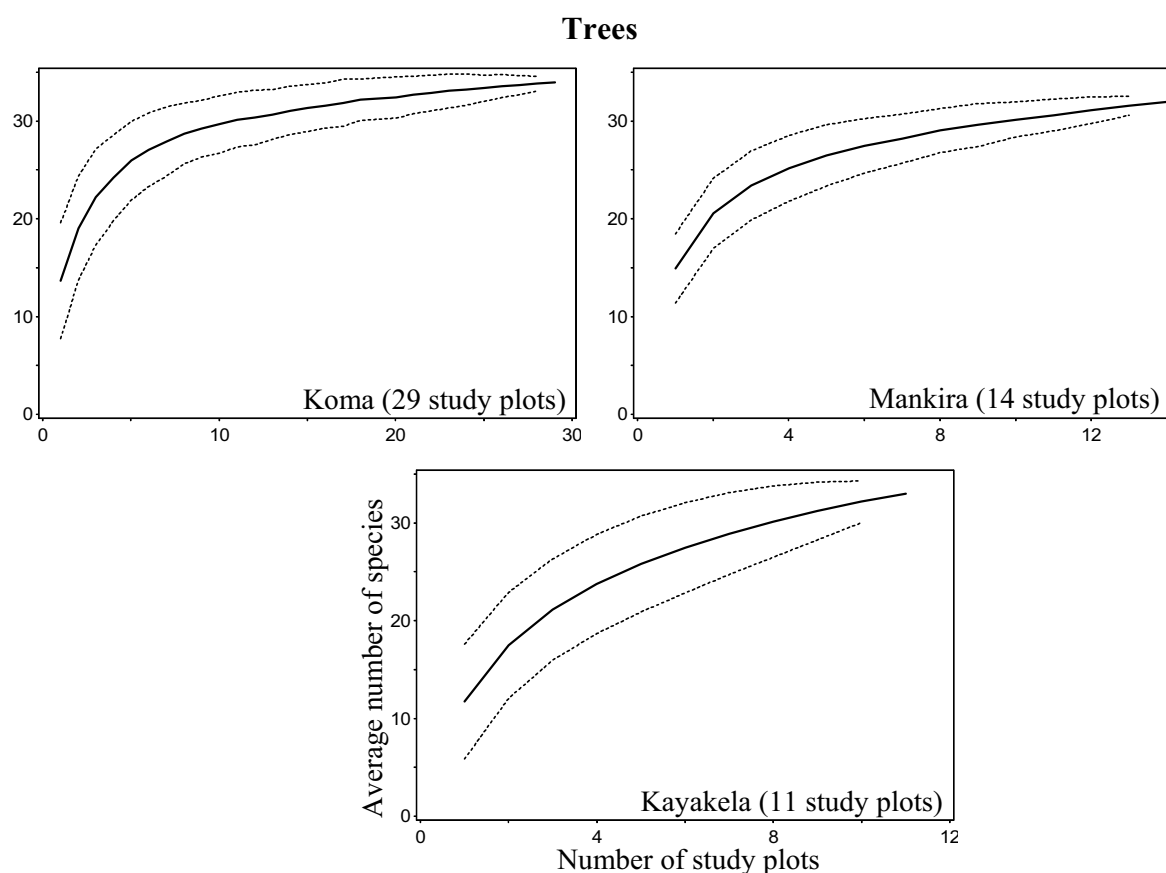 Trees
30
20
10
0
Koma (29 study plots)
0 10 20 30
30
20
10
0
Mankira (14 study plots)
0 4 8 12
Average number of species
30
20
10
0
Kayakela (11 study plots)
0 4 8 12
Number of study plots